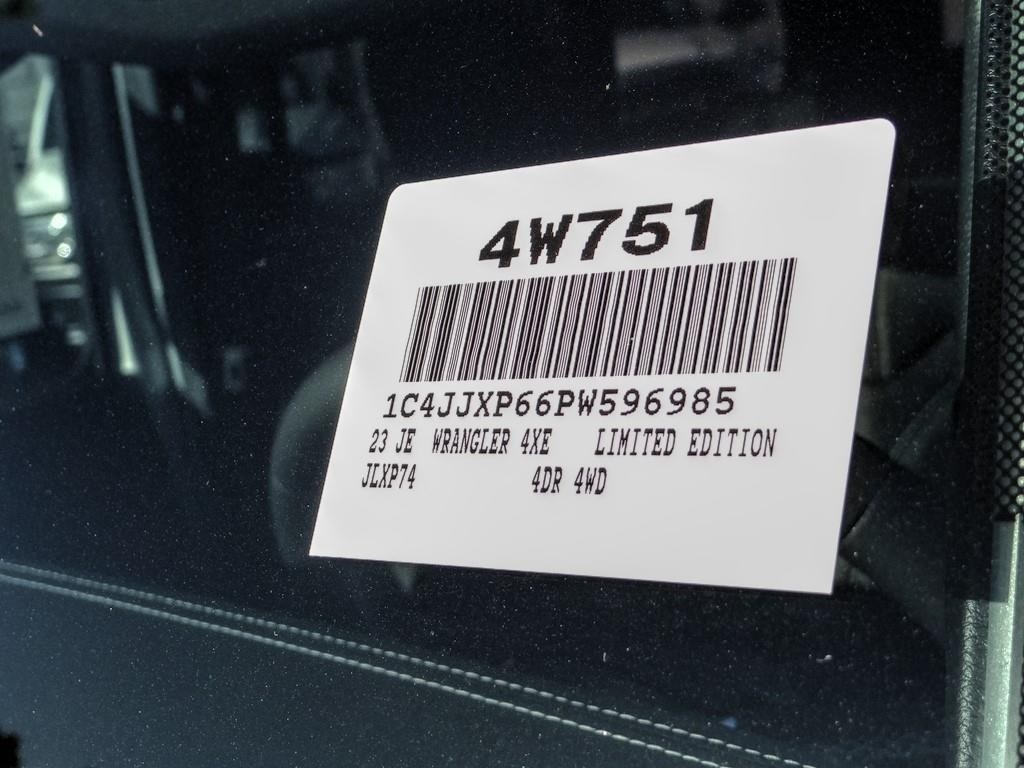 4W751
1C4JJXP66PW596985
23 JE WRANGLER 4XE LIMITED EDITION
JLXP74 4DR 4WD